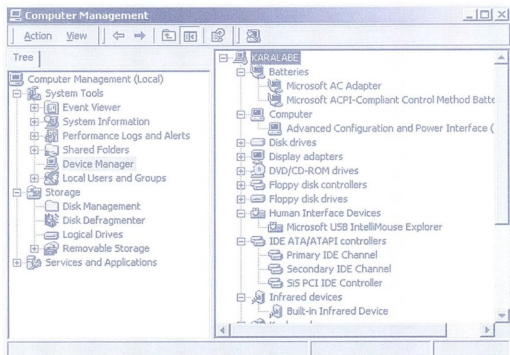 Computer Management
Action View
Tree
Computer Management (Local)
System Tools
Event Viewer
System Information
Performance Logs and Alerts
Shared Folders
Device Manager
Local Users and Groups
Storage
Disk Management
Disk Defragmenter
Logical Drives
Removable Storage
Services and Applications
KARALABE
Batteries
Microsoft AC Adapter
Microsoft ACPI-Compliant Control Method Batte
Computer
Advanced Configuration and Power Interface (
Disk drives
Display adapters
DVD/CD-ROM drives
Floppy disk controllers
Floppy disk drives
Human Interface Devices
Microsoft USB IntelliMouse Explorer
IDE ATA/ATAPI controllers
Primary IDE Channel
Secondary IDE Channel
SiS PCI IDE Controller
Infrared devices
Built-in Infrared Device